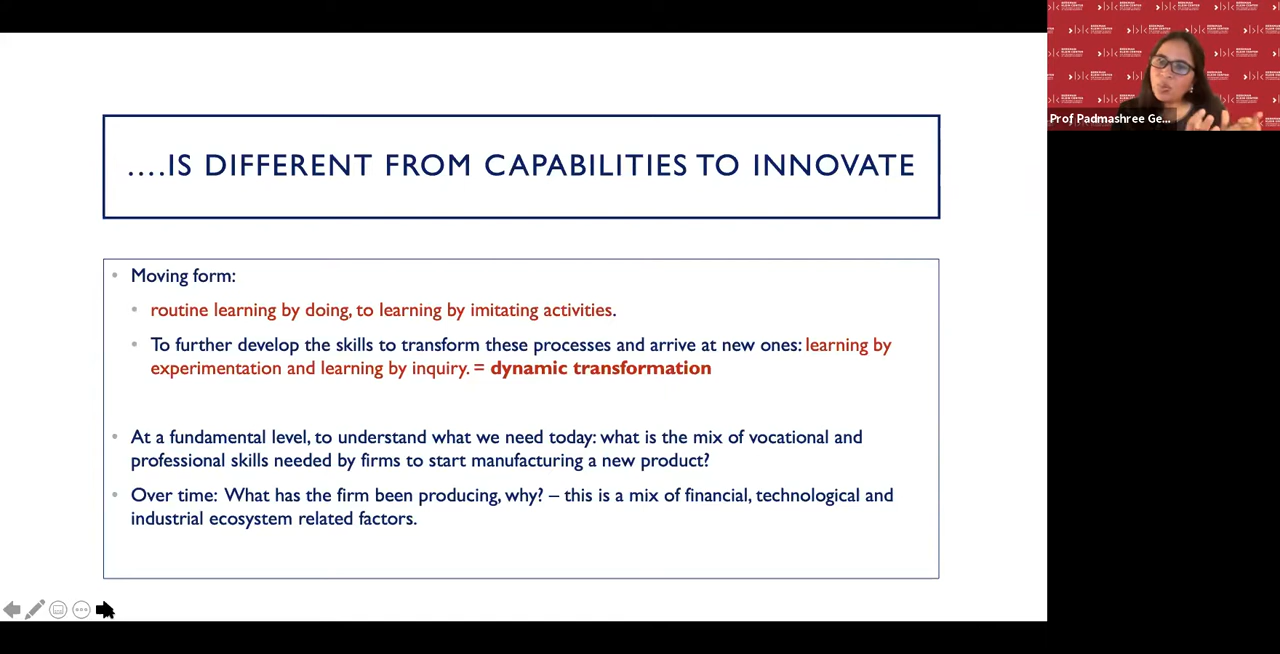 ....IS DIFFERENT FROM CAPABILITIES TO INNOVATE
Moving form:
routine learning by doing, to learning by imitating activities.
To further develop the skills to transform these processes and arrive at new ones: learning by
experimentation and learning by inquiry. = dynamic transformation
At a fundamental level, to understand what we need today: what is the mix of vocational and
professional skills needed by firms to start manufacturing a new product?
Over time: What has the firm been producing, why? – this is a mix of financial, technological and
industrial ecosystem related factors.
BERKMAN
KLEIN CENTER
Prof Padmashree Ge...